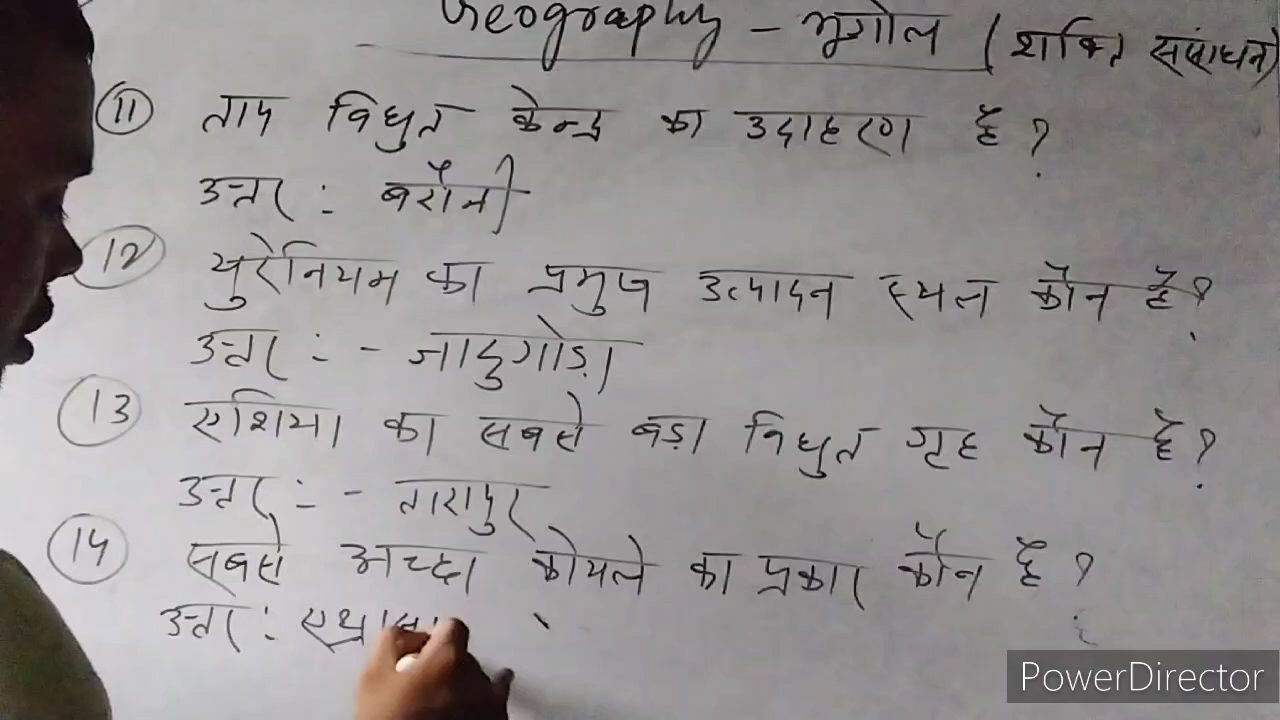 Geography - भूगोल (शक्ति संसाधन)
11 ताप विधुत केन्द्र का उदाहरण है ?
उत्तर : बरौनी
12 युरेनियम का प्रमुख उत्पादन स्थल कौन है ?
उत्तर :- जादुगोड़ा
13 एशिया का सबसे बड़ा विधुत गृह कौन है ?
उत्तर :- तारापुर
14 सबसे अच्छा कोयले का प्रकार कौन है ?
उत्तर :
PowerDirector